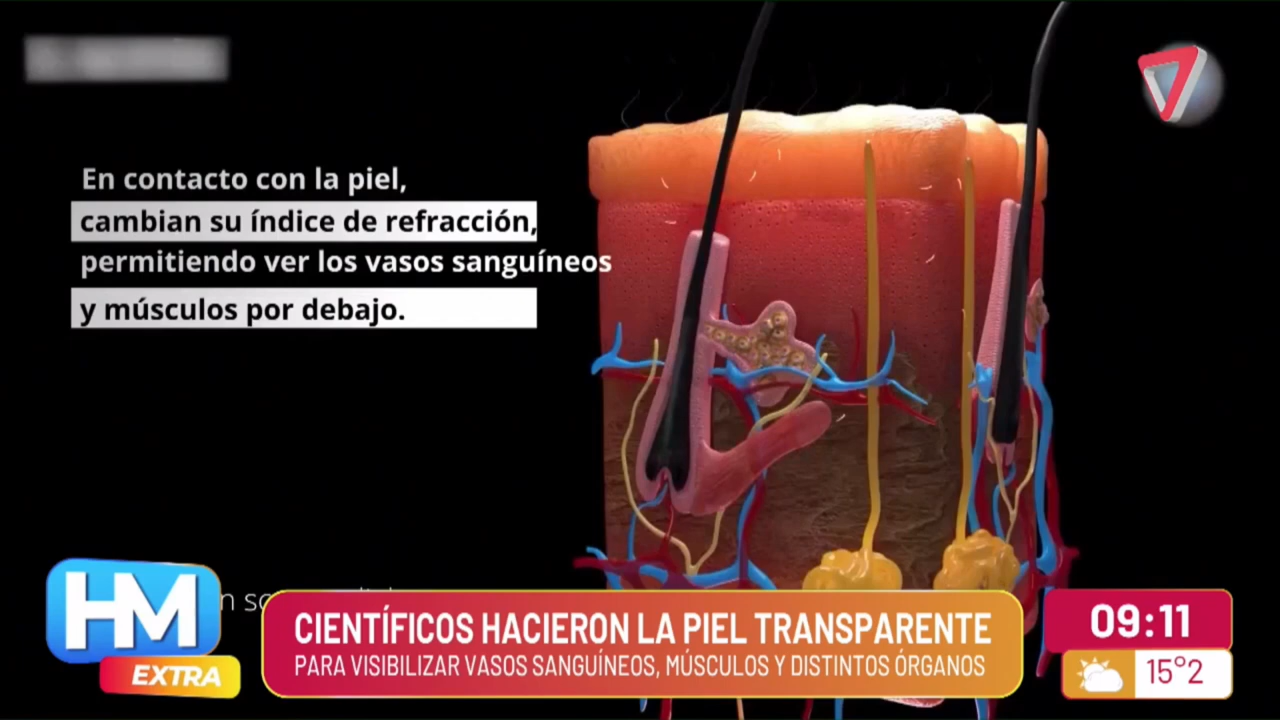 En contacto con la piel,
cambian su índice de refracción,
permitiendo ver los vasos sanguíneos
y músculos por debajo.
HM
EXTRA
CIENTÍFICOS HACIERON LA PIEL TRANSPARENTE
PARA VISIBILIZAR VASOS SANGUÍNEOS, MÚSCULOS Y DISTINTOS ÓRGANOS
09:11
15°2